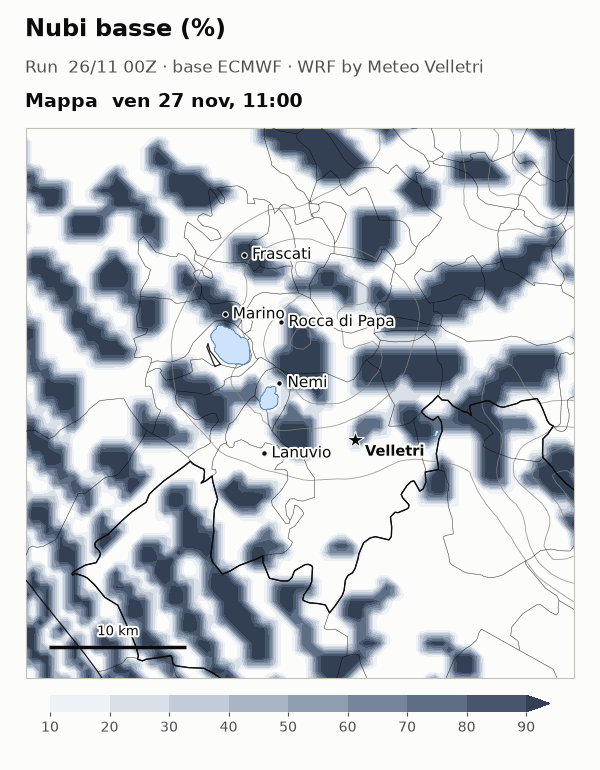 Nubi basse (%)
Run  26/11 00Z · base ECMWF · WRF by Meteo Velletri
Mappa  ven 27 nov, 11:00
Frascati
Marino
Rocca di Papa
Nemi
Velletri
Lanuvio
10 km
10 20 30 40 50 60 70 80 90